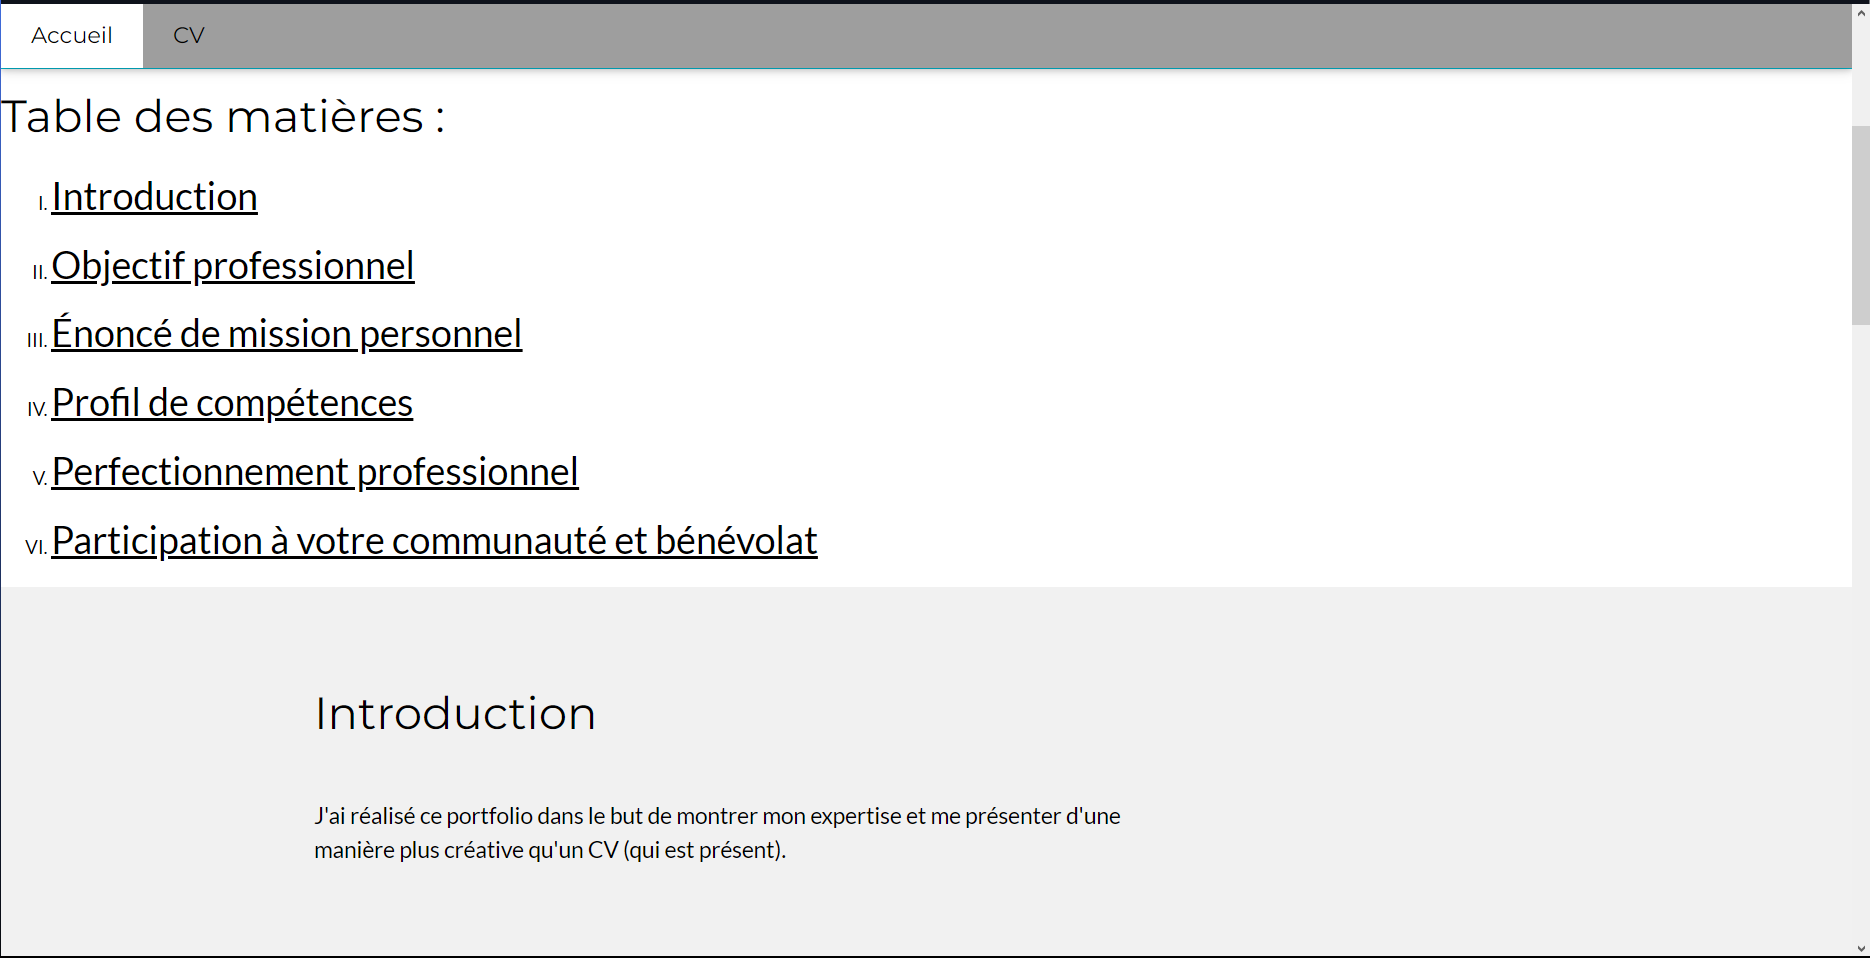 Accueil CV
Table des matières :
I. Introduction
II. Objectif professionnel
III. Énoncé de mission personnel
IV. Profil de compétences
V. Perfectionnement professionnel
VI. Participation à votre communauté et bénévolat
Introduction
J'ai réalisé ce portfolio dans le but de montrer mon expertise et me présenter d'une
manière plus créative qu'un CV (qui est présent).